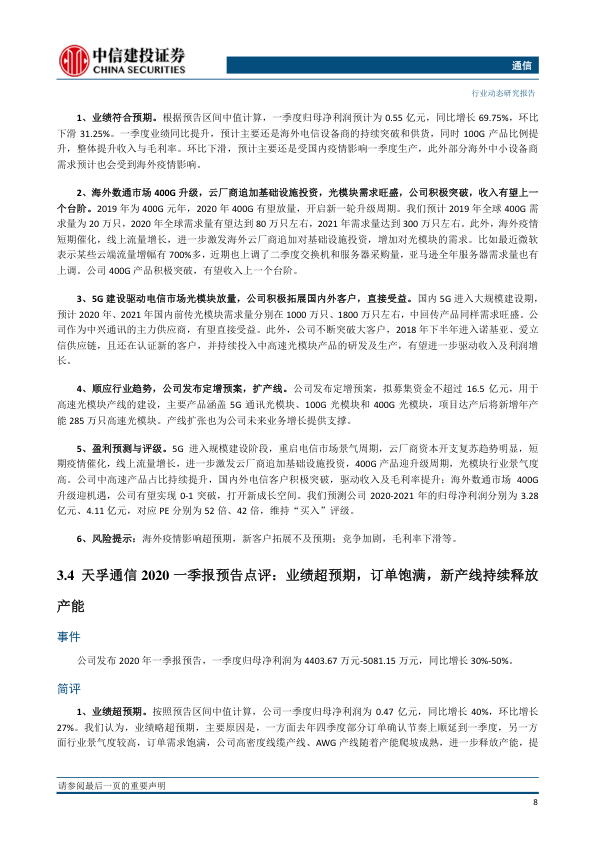 中信建投证券
CHINA SECURITIES
通信
行业动态研究报告
1、业绩符合预期。根据预告区间中值计算，一季度归母净利润预计为 0.55 亿元，同比增长 69.75%，环比
下滑 31.25%。一季度业绩同比提升，预计主要还是海外电信设备商的持续突破和供货，同时 100G 产品比例提
升，整体提升收入与毛利率。环比下滑，预计主要还是受国内疫情影响一季度生产，此外部分海外中小设备商
需求预计也会受到海外疫情影响。
2、海外数通市场 400G 升级，云厂商追加基础设施投资，光模块需求旺盛，公司积极突破，收入有望上一
个台阶。2019 年为 400G 元年，2020 年 400G 有望放量，开启新一轮升级周期。我们预计 2019 年全球 400G 需
求量为 20 万只，2020 年全球需求量有望达到 80 万只左右，2021 年需求量达到 300 万只左右。此外，海外疫情
短期催化，线上流量增长，进一步激发海外云厂商追加对基础设施投资，增加对光模块的需求。比如最近微软
表示某些云端流量增幅有 700%多，近期也上调了二季度交换机和服务器采购量，亚马逊全年服务器需求量也有
上调。公司 400G 产品积极突破，有望收入上一个台阶。
3、5G 建设驱动电信市场光模块放量，公司积极拓展国内外客户，直接受益。国内 5G 进入大规模建设期，
预计 2020 年、2021 年国内前传光模块需求量分别在 1000 万只、1800 万只左右，中回传产品同样需求旺盛。公
司作为中兴通讯的主力供应商，有望直接受益。此外，公司不断突破大客户，2018 年下半年进入诺基亚、爱立
信供应链，且还在认证新的客户，并持续投入中高速光模块产品的研发及生产，有望进一步驱动收入及利润增
长。
4、顺应行业趋势，公司发布定增预案，扩产线。公司发布定增预案，拟募集资金不超过 16.5 亿元，用于
高速光模块产线的建设，主要产品涵盖 5G 通讯光模块、100G 光模块和 400G 光模块，项目达产后将新增年产
能 285 万只高速光模块。产线扩张也为公司未来业务增长提供支撑。
5、盈利预测与评级。5G 进入规模建设阶段，重启电信市场景气周期，云厂商资本开支复苏趋势明显，短
期疫情催化，线上流量增长，进一步激发云厂商追加基础设施投资，400G 产品迎升级周期，光模块行业景气度
高。公司中高速产品占比持续提升，国内外电信客户积极突破，驱动收入及毛利率提升；海外数通市场 400G
升级迎机遇，公司有望实现 0-1 突破，打开新成长空间。我们预测公司 2020-2021 年的归母净利润分别为 3.28
亿元、4.11 亿元，对应 PE 分别为 52 倍、42 倍，维持“买入”评级。
6、风险提示：海外疫情影响超预期，新客户拓展不及预期；竞争加剧，毛利率下滑等。
3.4 天孚通信 2020 一季报预告点评：业绩超预期，订单饱满，新产线持续释放
产能
事件
公司发布 2020 年一季报预告，一季度归母净利润为 4403.67 万元-5081.15 万元，同比增长 30%-50%。
简评
1、业绩超预期。按照预告区间中值计算，公司一季度归母净利润为 0.47 亿元，同比增长 40%，环比增长
27%。我们认为，业绩略超预期，主要原因是，一方面去年四季度部分订单确认节奏上顺延到一季度，另一方
面行业景气度较高，订单需求饱满，公司高密度线缆产线、AWG 产线随着产能爬坡成熟，进一步释放产能，提
请参阅最后一页的重要声明
8